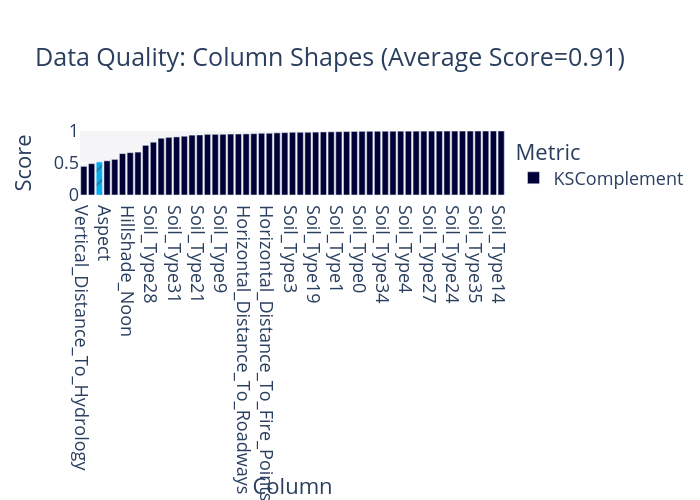 Data Quality: Column Shapes (Average Score=0.91)
Score
1
0.5
0
Metric
KSComplement
Vertical_Distance_To_Hydrology
Aspect
Hillshade_Noon
Soil_Type28
Soil_Type31
Soil_Type21
Soil_Type9
Horizontal_Distance_To_Roadways
Horizontal_Distance_To_Fire_Points
Soil_Type3
Soil_Type19
Soil_Type1
Soil_Type0
Soil_Type34
Soil_Type4
Soil_Type27
Soil_Type24
Soil_Type35
Soil_Type14
Column